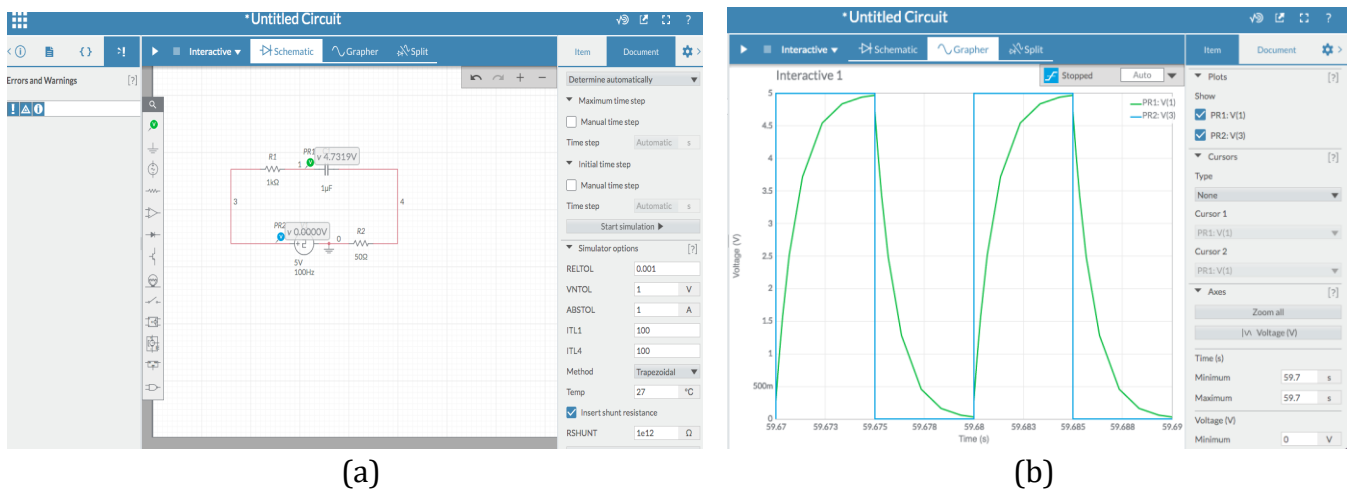 *Untitled Circuit
?
Interactive
Schematic
Grapher
Split
Item
Document
Errors and Warnings
[?]
Determine automatically
Maximum time step
Manual time step
Time step
Automatic
s
Initial time step
Manual time step
Time step
Automatic
s
Start simulation
Simulator options
[?]
RELTOL
0.001
VNTOL
1
V
ABSTOL
1
A
ITL1
100
ITL4
100
Method
Trapezoidal
Temp
27
°C
Insert shunt resistance
RSHUNT
1e12
Ω
R1
1kΩ
1
PR1
v 4.7319V
1μF
3
4
PR2
v 0.0000V
0
R2
50Ω
5V
100Hz
(a)
*Untitled Circuit
?
Interactive
Schematic
Grapher
Split
Item
Document
Interactive 1
Stopped
Auto
PR1: V(1)
PR2: V(3)
Voltage (V)
5
4.5
4
3.5
3
2.5
2
1.5
1
500m
0
59.67
59.673
59.675
59.678
59.68
59.683
59.685
59.688
59.69
Time (s)
Plots
[?]
Show
PR1: V(1)
PR2: V(3)
Cursors
[?]
Type
None
Cursor 1
PR1: V(1)
Cursor 2
PR1: V(1)
Axes
[?]
Zoom all
Voltage (V)
Time (s)
Minimum
59.7
s
Maximum
59.7
s
Voltage (V)
Minimum
0
V
(b)